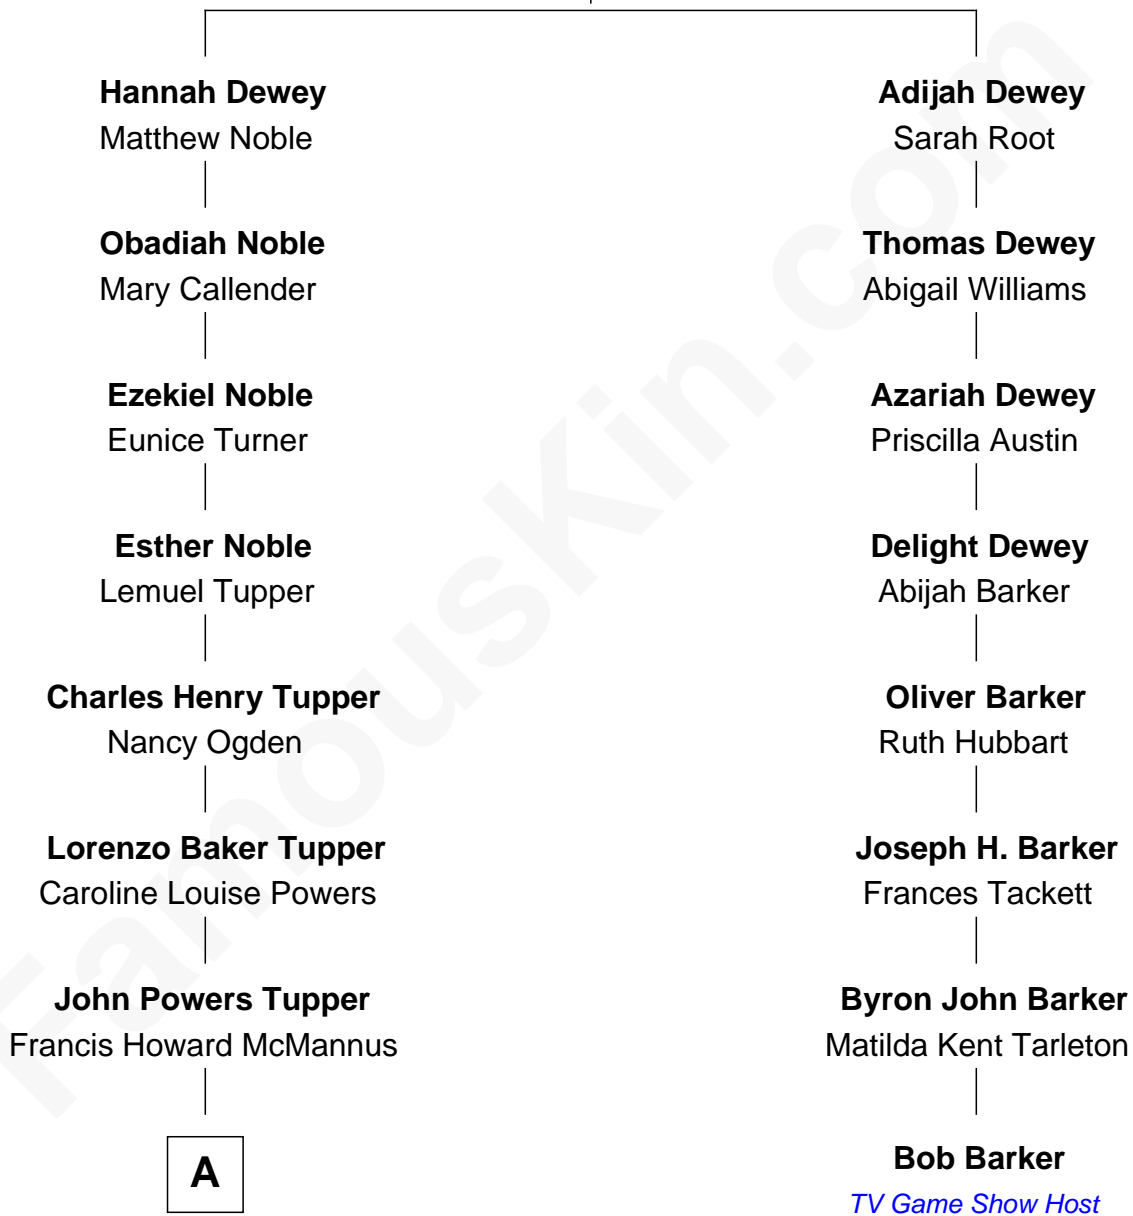 Hannah Dewey
Matthew Noble
Adijah Dewey
Sarah Root
Obadiah Noble
Mary Callender
Thomas Dewey
Abigail Williams
Ezekiel Noble
Eunice Turner
Azariah Dewey
Priscilla Austin
Esther Noble
Lemuel Tupper
Delight Dewey
Abijah Barker
Charles Henry Tupper
Nancy Ogden
Oliver Barker
Ruth Hubbart
Lorenzo Baker Tupper
Caroline Louise Powers
Joseph H. Barker
Frances Tackett
John Powers Tupper
Francis Howard McMannus
Byron John Barker
Matilda Kent Tarleton
A
Bob Barker
TV Game Show Host
FamousKin.com